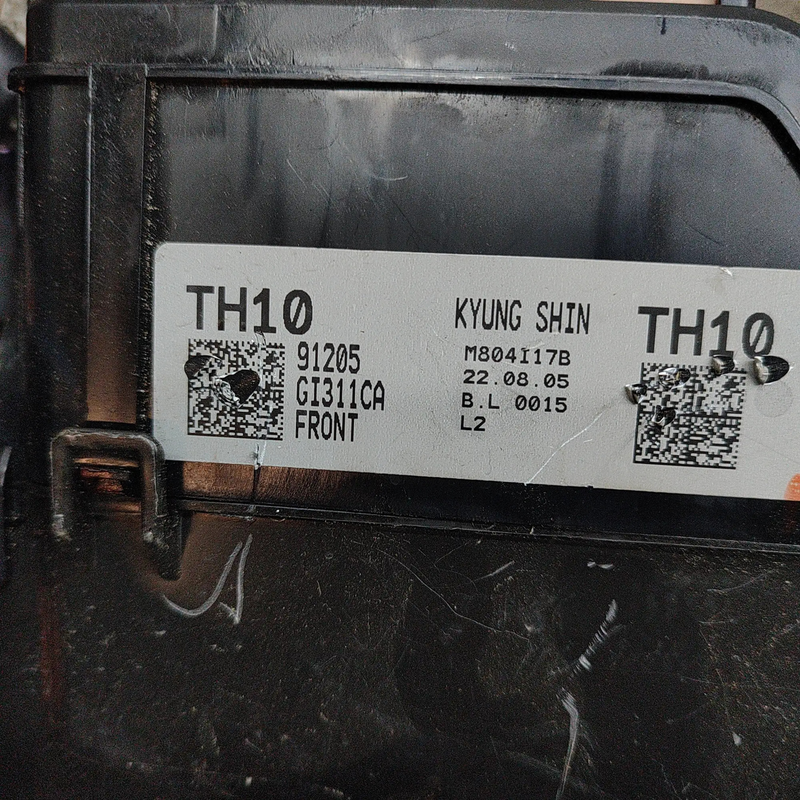 TH10
91205
GI311CA
FRONT
KYUNG SHIN
M804I17B
22.08.05
B.L 0015
L2
TH10